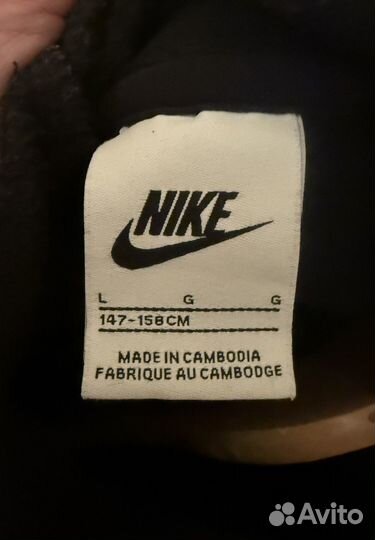 NIKE
L G G
147-158CM
MADE IN CAMBODIA
FABRIQUE AU CAMBODGE
Avito